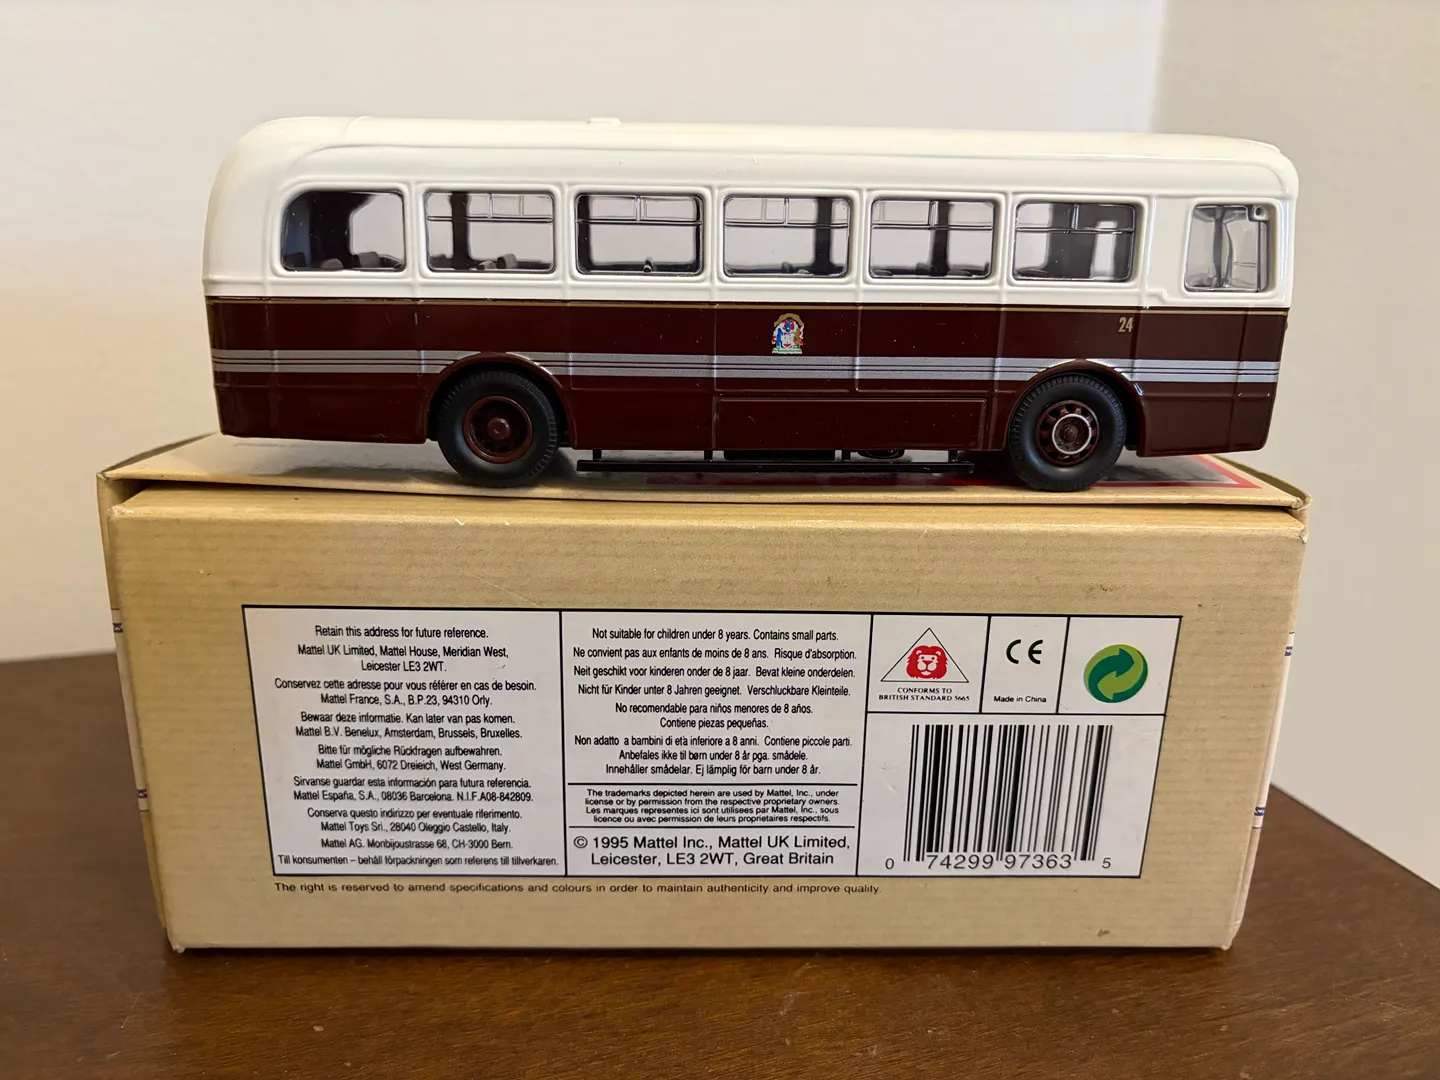 24
Retain this address for future reference.
Mattel UK Limited, Mattel House, Meridian West,
Leicester LE3 2WT.
Conservez cette adresse pour vous référer en cas de besoin.
Mattel France, S.A., B.P.23, 94310 Orly.
Bewaar deze informatie. Kan later van pas komen.
Mattel B.V. Benelux, Amsterdam, Brussels, Bruxelles.
Bitte für mögliche Rückfragen aufbewahren.
Mattel GmbH, 6072 Dreieich, West Germany.
Sirvanse guardar esta información para futura referencia.
Mattel España, S.A., 08036 Barcelona. N.I.F.A08-842809.
Conserva questo indirizzo per eventuale riferimento.
Mattel Toys Sri., 28040 Oleggio Castello, Italy.
Mattel AG. Monbijoustrasse 68, CH-3000 Bern.
Till konsumenten – behåll förpackningen som referens till tillverkaren.
Not suitable for children under 8 years. Contains small parts.
Ne convient pas aux enfants de moins de 8 ans. Risque d'absorption.
Neit geschikt voor kinderen onder de 8 jaar. Bevat kleine onderdelen.
Nicht für Kinder unter 8 Jahren geeignet. Verschluckbare Kleinteile.
No recomendable para niños menores de 8 años.
Contiene piezas pequeñas.
Non adatto a bambini di età inferiore a 8 anni. Contiene piccole parti.
Anbefales ikke til børn under 8 år pga. smådele.
Innehåller smådelar. Ej lämplig för barn under 8 år.
The trademarks depicted herein are used by Mattel, Inc., under
license or by permission from the respective proprietary owners.
Les marques representes ici sont utilisees par Mattel, Inc., sous
licence ou avec permission de leurs proprietaires respectifs.
© 1995 Mattel Inc., Mattel UK Limited,
Leicester, LE3 2WT, Great Britain
CONFORMS TO
BRITISH STANDARD 5665
CE
Made in China
0 74299 97363 5
The right is reserved to amend specifications and colours in order to maintain authenticity and improve quality.